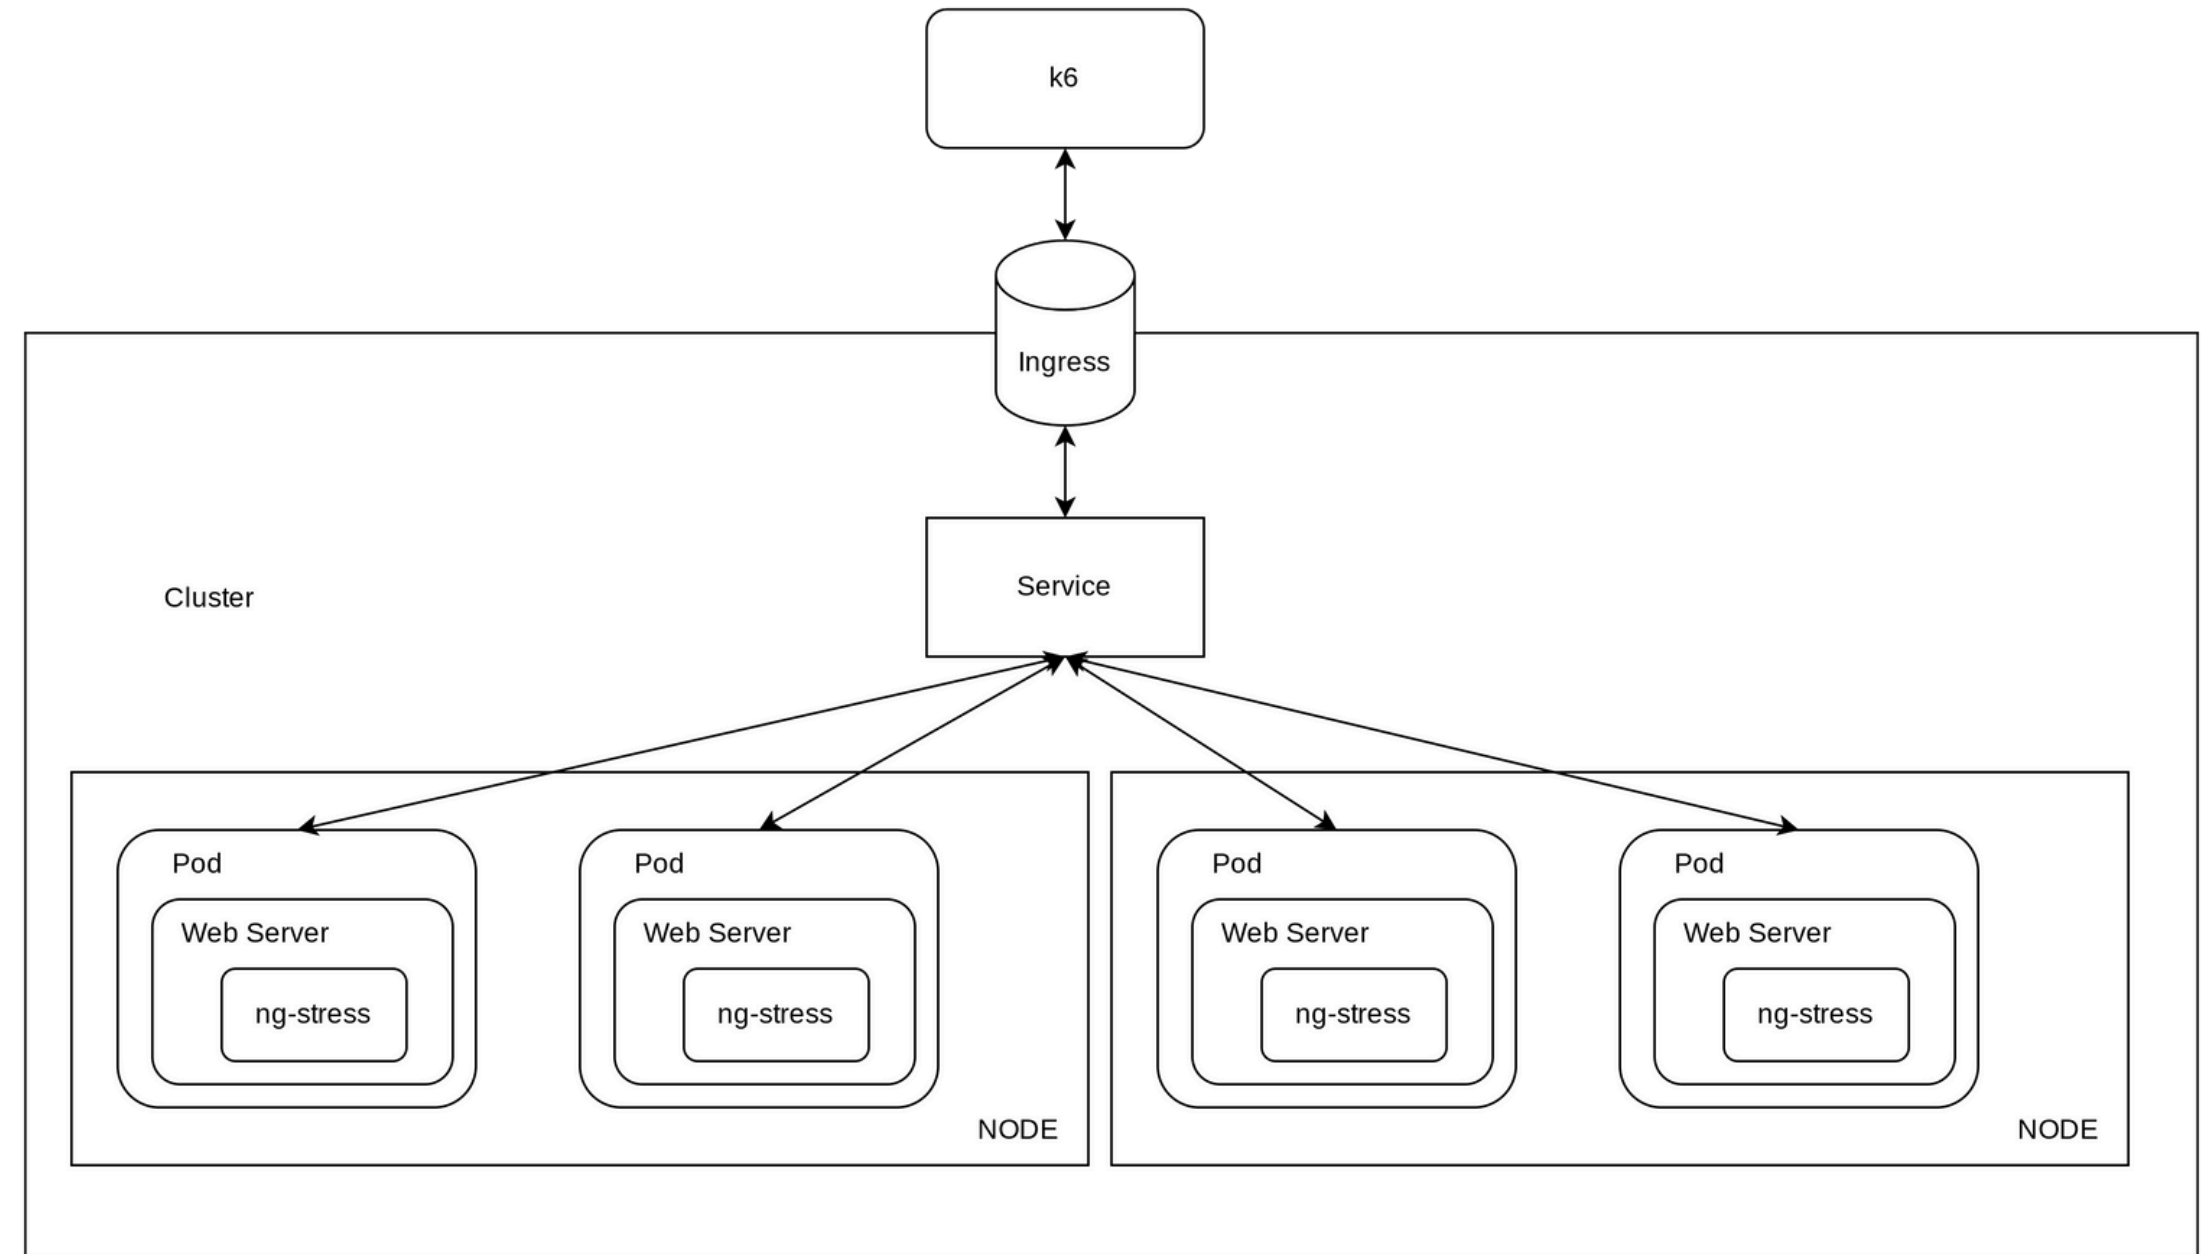 k6
Ingress
Service
Cluster
Pod
Web Server
ng-stress
Pod
Web Server
ng-stress
NODE
Pod
Web Server
ng-stress
Pod
Web Server
ng-stress
NODE